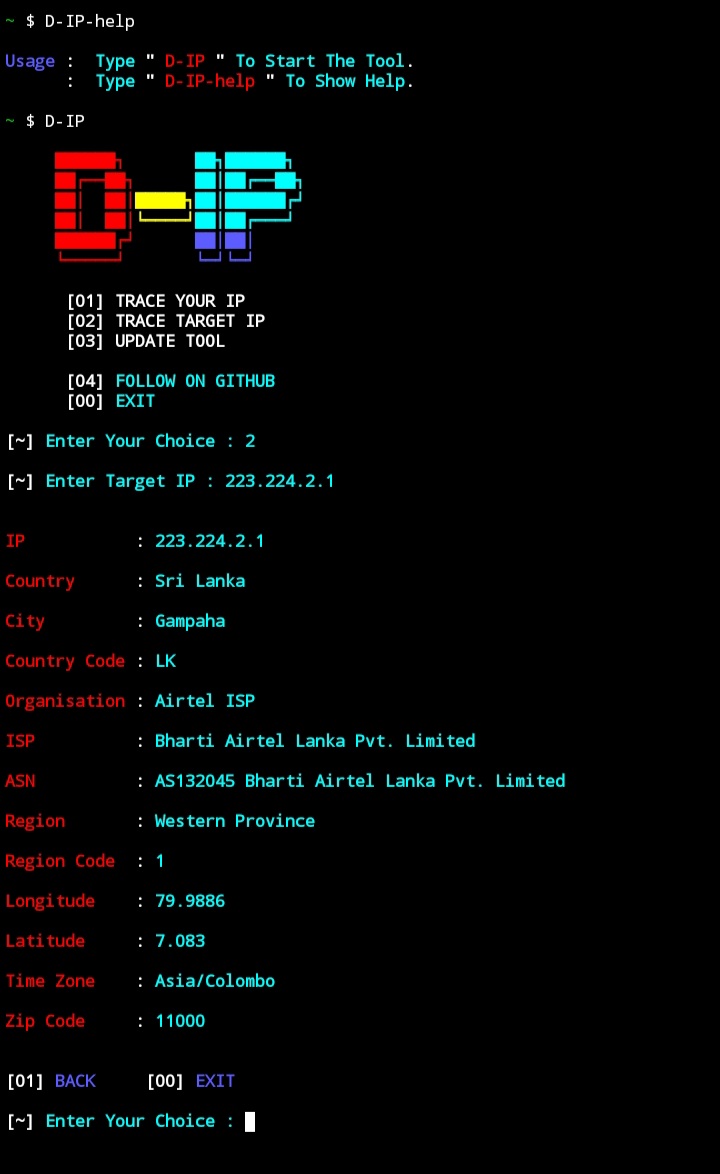 ~ $ D-IP-help
Usage :  Type " D-IP " To Start The Tool.
:  Type " D-IP-help " To Show Help.
~ $ D-IP
D-IP
[01] TRACE YOUR IP
[02] TRACE TARGET IP
[03] UPDATE TOOL
[04] FOLLOW ON GITHUB
[00] EXIT
[~] Enter Your Choice : 2
[~] Enter Target IP : 223.224.2.1
IP : 223.224.2.1
Country : Sri Lanka
City : Gampaha
Country Code : LK
Organisation : Airtel ISP
ISP : Bharti Airtel Lanka Pvt. Limited
ASN : AS132045 Bharti Airtel Lanka Pvt. Limited
Region : Western Province
Region Code : 1
Longitude : 79.9886
Latitude : 7.083
Time Zone : Asia/Colombo
Zip Code : 11000
[01] BACK [00] EXIT
[~] Enter Your Choice :